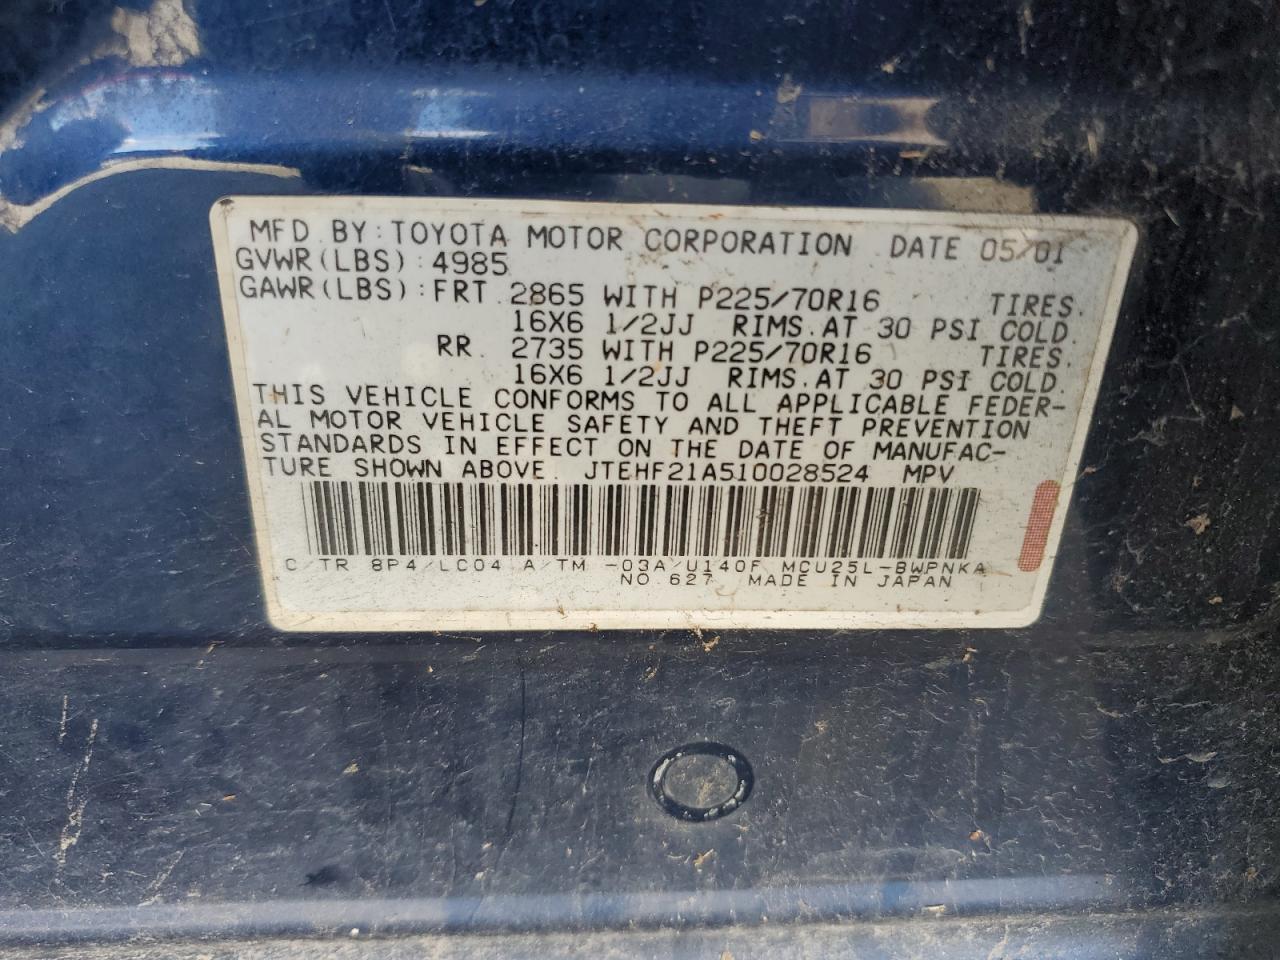 MFD. BY: TOYOTA MOTOR CORPORATION DATE 05/01
GVWR(LBS):4985
GAWR(LBS):FRT. 2865 WITH P225/70R16 TIRES.
16X6 1/2JJ RIMS.AT 30 PSI COLD.
RR. 2735 WITH P225/70R16 TIRES.
16X6 1/2JJ RIMS.AT 30 PSI COLD.
THIS VEHICLE CONFORMS TO ALL APPLICABLE FEDER-
AL MOTOR VEHICLE SAFETY AND THEFT PREVENTION
STANDARDS IN EFFECT ON THE DATE OF MANUFAC-
TURE SHOWN ABOVE. JTEHF21A510028524 MPV
C/TR 8P4/LC04 A/TM -03A/U140F MCU25L-BWPNKA
NO.627 MADE IN JAPAN